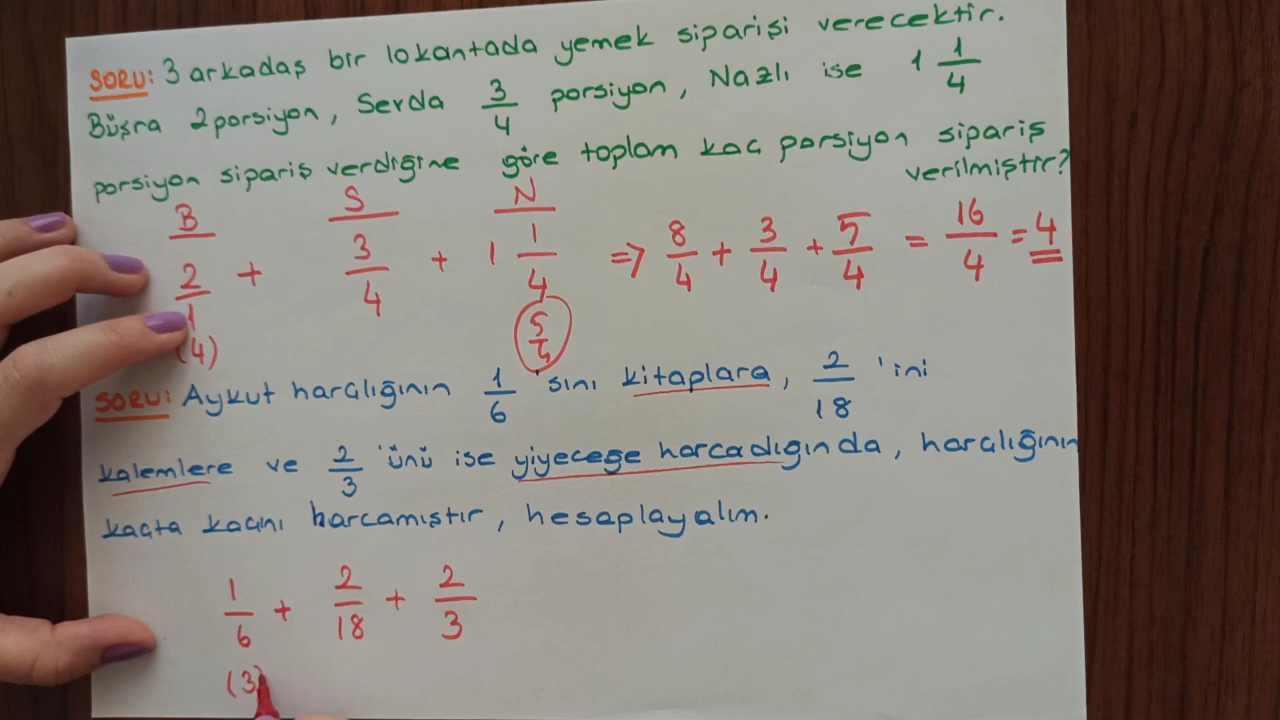 SORU: 3 arkadaş bir lokantada yemek siparişi verecektir.
Büşra 2 porsiyon, Serda 3/4 porsiyon, Nazlı ise 1 1/4
porsiyon sipariş verdiğine göre toplam kaç porsiyon sipariş
verilmiştir?
B S N
2/1 + 3/4 + 1 1/4 => 8/4 + 3/4 + 5/4 = 16/4 = 4
(4) 5/4
SORU: Aykut harçlığının 1/6 'sını kitaplara, 2/18 'ini
kalemlere ve 2/3 'ünü ise yiyeceğe harcadığında, harçlığının
kaçta kaçını harcamıştır, hesaplayalım.
1/6 + 2/18 + 2/3
(3)